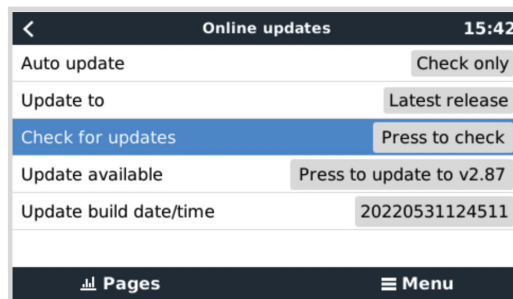 Online updates 15:42
Auto update Check only
Update to Latest release
Check for updates Press to check
Update available Press to update to v2.87
Update build date/time 20220531124511
Pages Menu